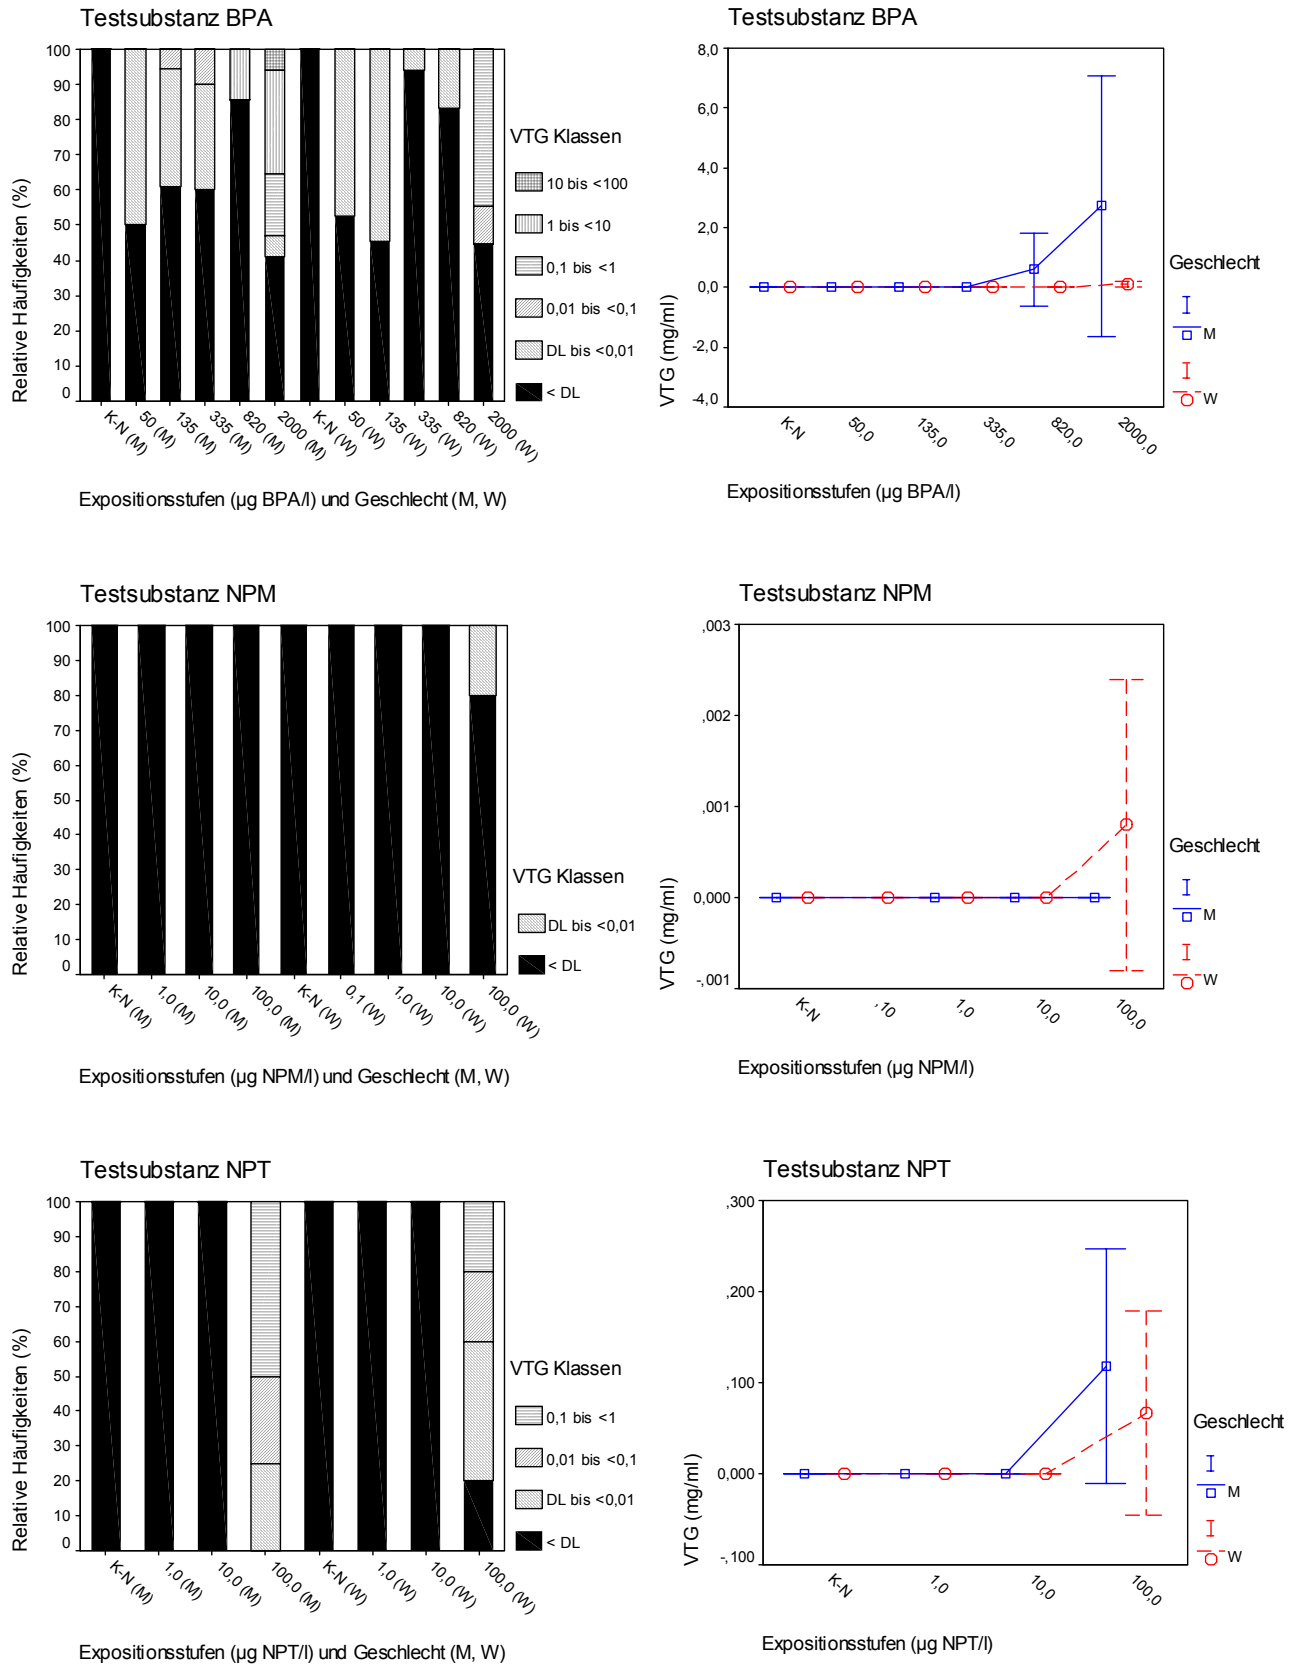 Testsubstanz BPA
Relative Häufigkeiten (%)
100
90
80
70
60
50
40
30
20
10
0
K-N (M)
50 (M)
135 (M)
335 (M)
820 (M)
2000 (M)
K-N (W)
50 (W)
135 (W)
335 (W)
820 (W)
2000 (W)
Expositionsstufen (µg BPA/l) und Geschlecht (M, W)
VTG Klassen
10 bis <100
1 bis <10
0,1 bis <1
0,01 bis <0,1
DL bis <0,01
< DL
Testsubstanz BPA
VTG (mg/ml)
8,0
6,0
4,0
2,0
0,0
-2,0
-4,0
K-N
50,0
135,0
335,0
820,0
2000,0
Expositionsstufen (µg BPA/l)
Geschlecht
M
W
Testsubstanz NPM
Relative Häufigkeiten (%)
100
90
80
70
60
50
40
30
20
10
0
K-N (M)
1,0 (M)
10,0 (M)
100,0 (M)
K-N (W)
0,1 (W)
1,0 (W)
10,0 (W)
100,0 (W)
Expositionsstufen (µg NPM/l) und Geschlecht (M, W)
VTG Klassen
DL bis <0,01
< DL
Testsubstanz NPM
VTG (mg/ml)
,003
,002
,001
0,000
-,001
K-N
,10
1,0
10,0
100,0
Expositionsstufen (µg NPM/l)
Geschlecht
M
W
Testsubstanz NPT
Relative Häufigkeiten (%)
100
90
80
70
60
50
40
30
20
10
0
K-N (M)
1,0 (M)
10,0 (M)
100,0 (M)
K-N (W)
1,0 (W)
10,0 (W)
100,0 (W)
Expositionsstufen (µg NPT/l) und Geschlecht (M, W)
VTG Klassen
0,1 bis <1
0,01 bis <0,1
DL bis <0,01
< DL
Testsubstanz NPT
VTG (mg/ml)
,300
,200
,100
0,000
-,100
K-N
1,0
10,0
100,0
Expositionsstufen (µg NPT/l)
Geschlecht
M
W